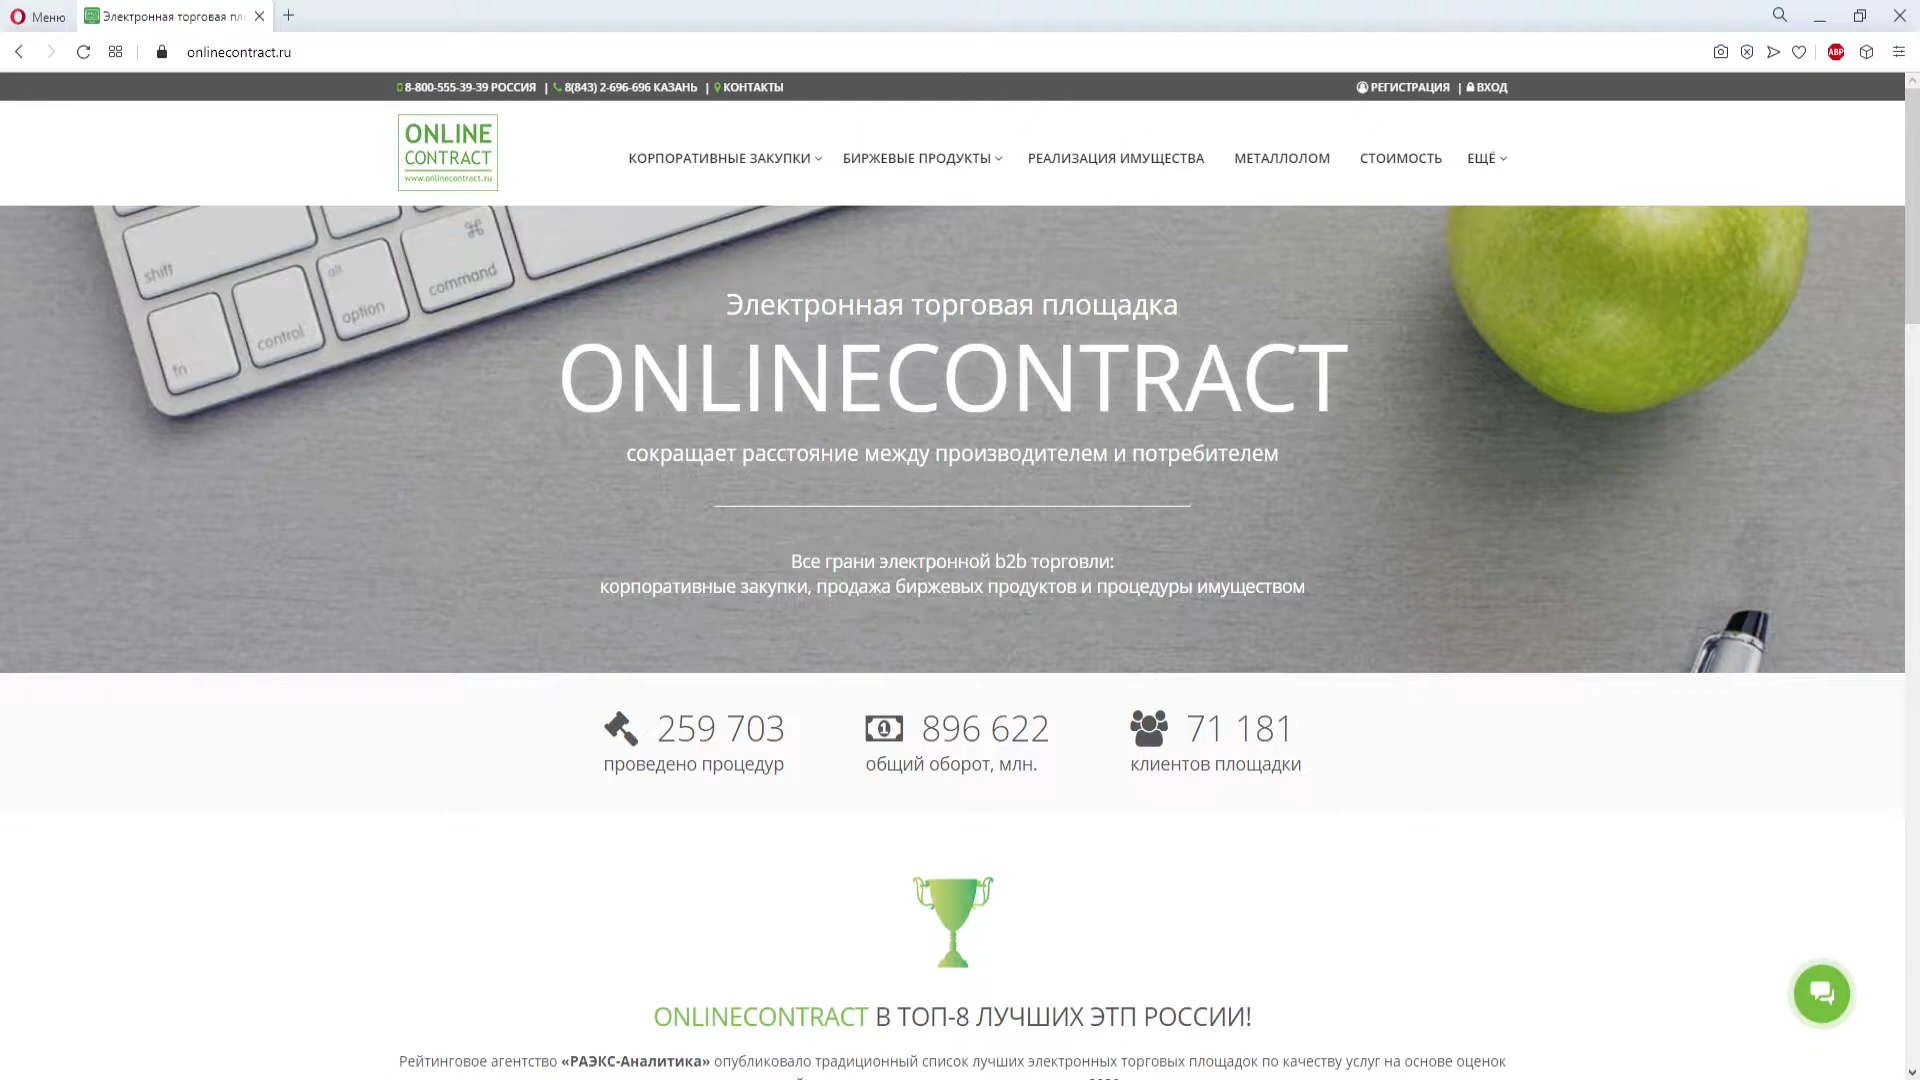 Меню
Электронная торговая пл
onlinecontract.ru
ABP
8-800-555-39-39 РОССИЯ | 8(843) 2-696-696 КАЗАНЬ | КОНТАКТЫ
РЕГИСТРАЦИЯ | ВХОД
ONLINE
CONTRACT
www.onlinecontract.ru
КОРПОРАТИВНЫЕ ЗАКУПКИ
БИРЖЕВЫЕ ПРОДУКТЫ
РЕАЛИЗАЦИЯ ИМУЩЕСТВА
МЕТАЛЛОЛОМ
СТОИМОСТЬ
ЕЩЁ
shift
alt
option
command
control
fn
Электронная торговая площадка
ONLINECONTRACT
сокращает расстояние между производителем и потребителем
Все грани электронной b2b торговли:
корпоративные закупки, продажа биржевых продуктов и процедуры имуществом
259 703
проведено процедур
896 622
общий оборот, млн.
71 181
клиентов площадки
ONLINECONTRACT В ТОП-8 ЛУЧШИХ ЭТП РОССИИ!
Рейтинговое агентство «РАЭКС-Аналитика» опубликовало традиционный список лучших электронных торговых площадок по качеству услуг на основе оценок